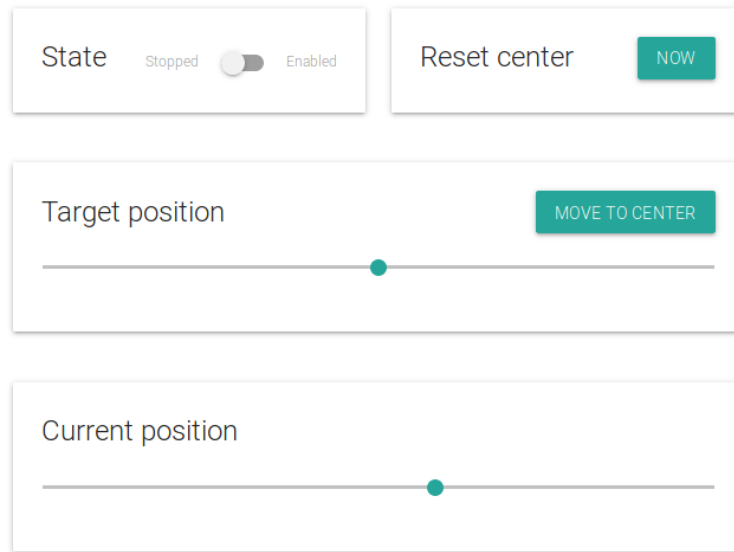 State
Stopped
Enabled
Reset center
NOW
Target position
MOVE TO CENTER
Current position